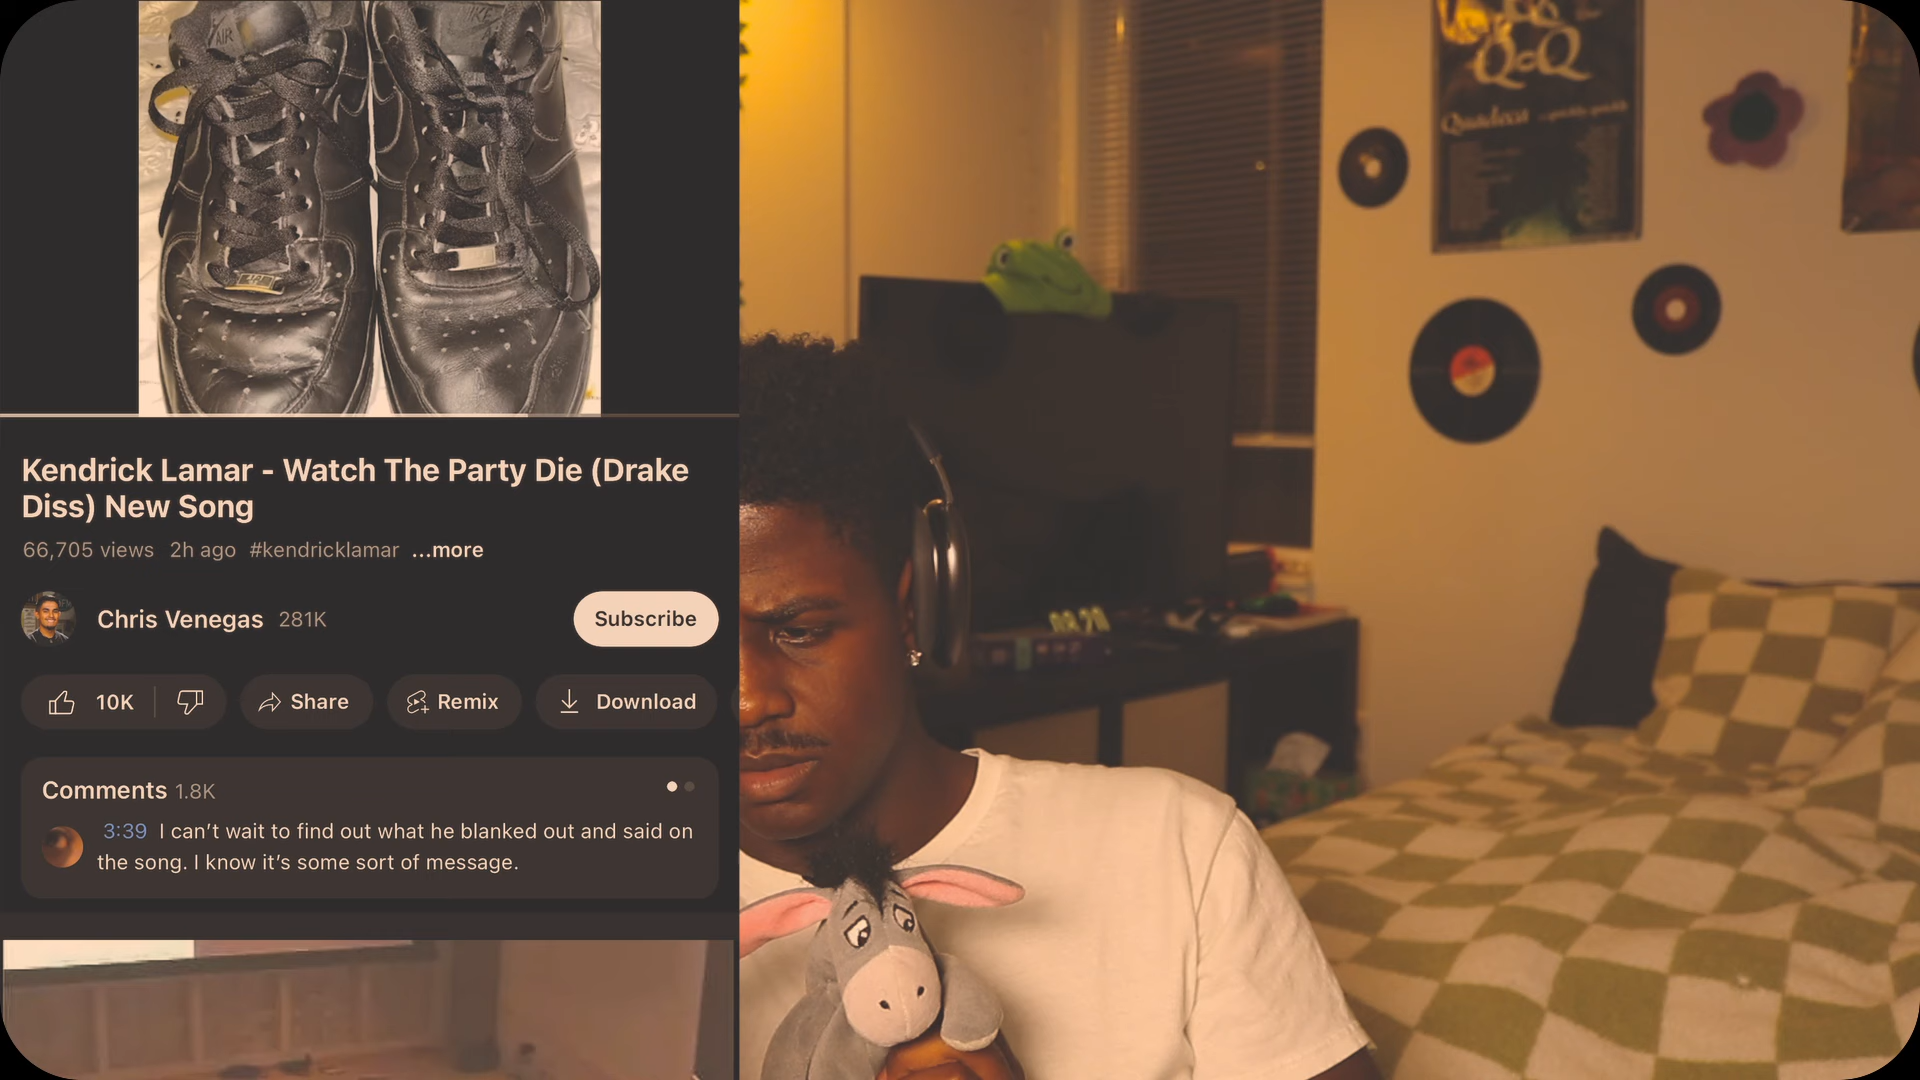 AIR
Kendrick Lamar - Watch The Party Die (Drake
Diss) New Song
66,705 views 2h ago #kendricklamar ...more
Chris Venegas 281K
Subscribe
10K
Share
Remix
Download
Comments 1.8K
3:39 I can’t wait to find out what he blanked out and said on
the song. I know it’s some sort of message.
Quadeca